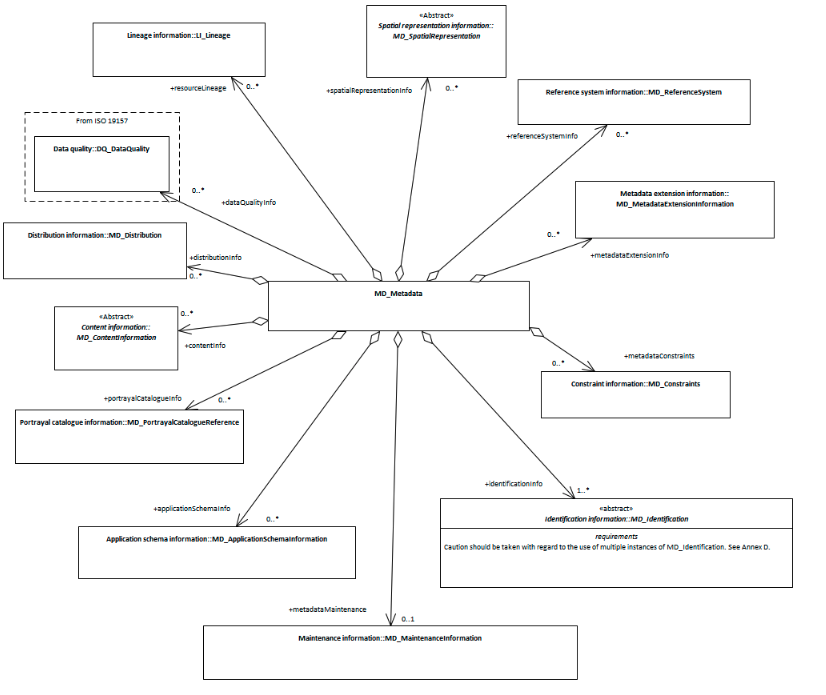 «Abstract»
Spatial representation information::
MD_SpatialRepresentation
Lineage information::LI_Lineage
+resourceLineage
0..*
+spatialRepresentationInfo
0..*
Reference system information::MD_ReferenceSystem
+referenceSystemInfo
0..*
From ISO 19157
Data quality::DQ_DataQuality
0..*
+dataQualityInfo
Metadata extension information::
MD_MetadataExtensionInformation
0..*
+metadataExtensionInfo
Distribution information::MD_Distribution
+distributionInfo
0..*
MD_Metadata
«Abstract»
Content information::
MD_ContentInformation
0..*
+contentInfo
+metadataConstraints
0..*
Constraint information::MD_Constraints
+portrayalCatalogueInfo
0..*
Portrayal catalogue information::MD_PortrayalCatalogueReference
+identificationInfo
1..*
«abstract»
Identification information::MD_Identification
requirements
Caution should be taken with regard to the use of multiple instances of MD_Identification. See Annex D.
+applicationSchemaInfo
0..*
Application schema information::MD_ApplicationSchemaInformation
+metadataMaintenance
0..1
Maintenance information::MD_MaintenanceInformation